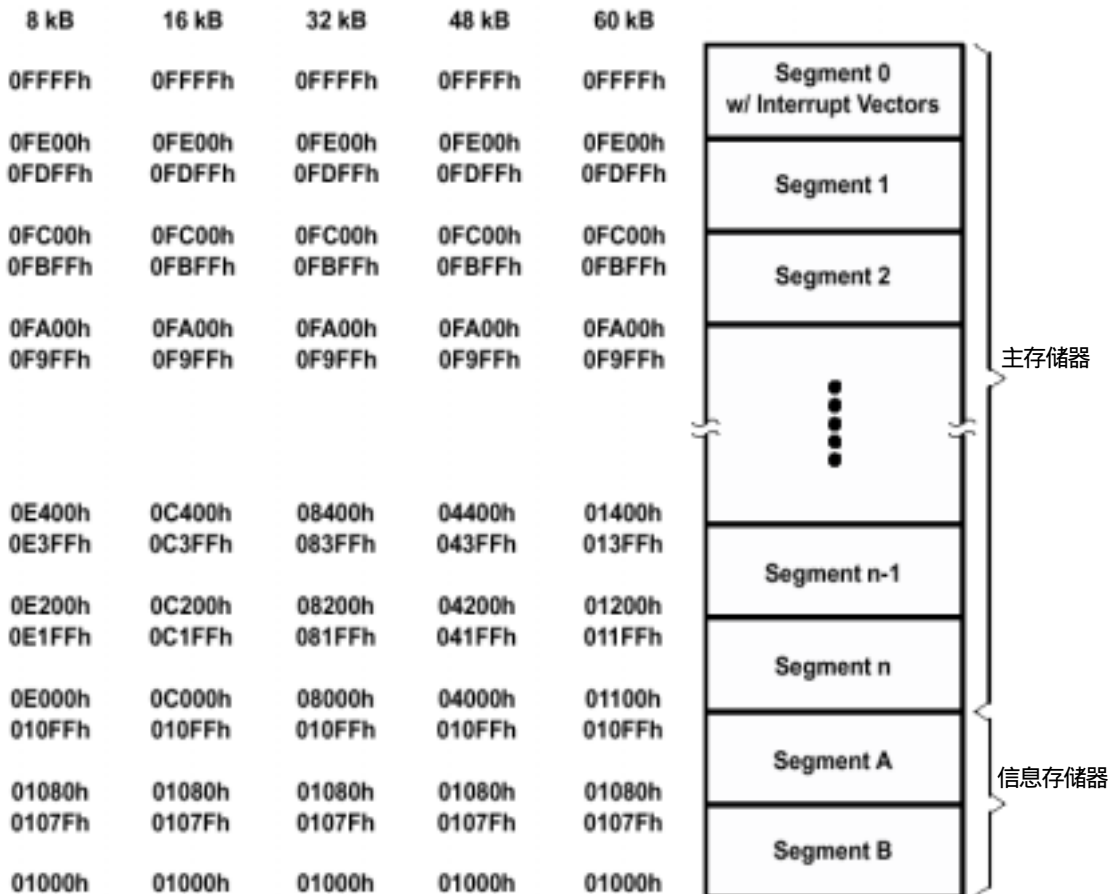 8 kB 16 kB 32 kB 48 kB 60 kB
0FFFFh 0FFFFh 0FFFFh 0FFFFh 0FFFFh
Segment 0
w/ Interrupt Vectors
0FE00h 0FE00h 0FE00h 0FE00h 0FE00h
0FDFFh 0FDFFh 0FDFFh 0FDFFh 0FDFFh
Segment 1
0FC00h 0FC00h 0FC00h 0FC00h 0FC00h
0FBFFh 0FBFFh 0FBFFh 0FBFFh 0FBFFh
Segment 2
0FA00h 0FA00h 0FA00h 0FA00h 0FA00h
0F9FFh 0F9FFh 0F9FFh 0F9FFh 0F9FFh
主存储器
0E400h 0C400h 08400h 04400h 01400h
0E3FFh 0C3FFh 083FFh 043FFh 013FFh
Segment n-1
0E200h 0C200h 08200h 04200h 01200h
0E1FFh 0C1FFh 081FFh 041FFh 011FFh
Segment n
0E000h 0C000h 08000h 04000h 01100h
010FFh 010FFh 010FFh 010FFh 010FFh
Segment A
信息存储器
01080h 01080h 01080h 01080h 01080h
0107Fh 0107Fh 0107Fh 0107Fh 0107Fh
Segment B
01000h 01000h 01000h 01000h 01000h